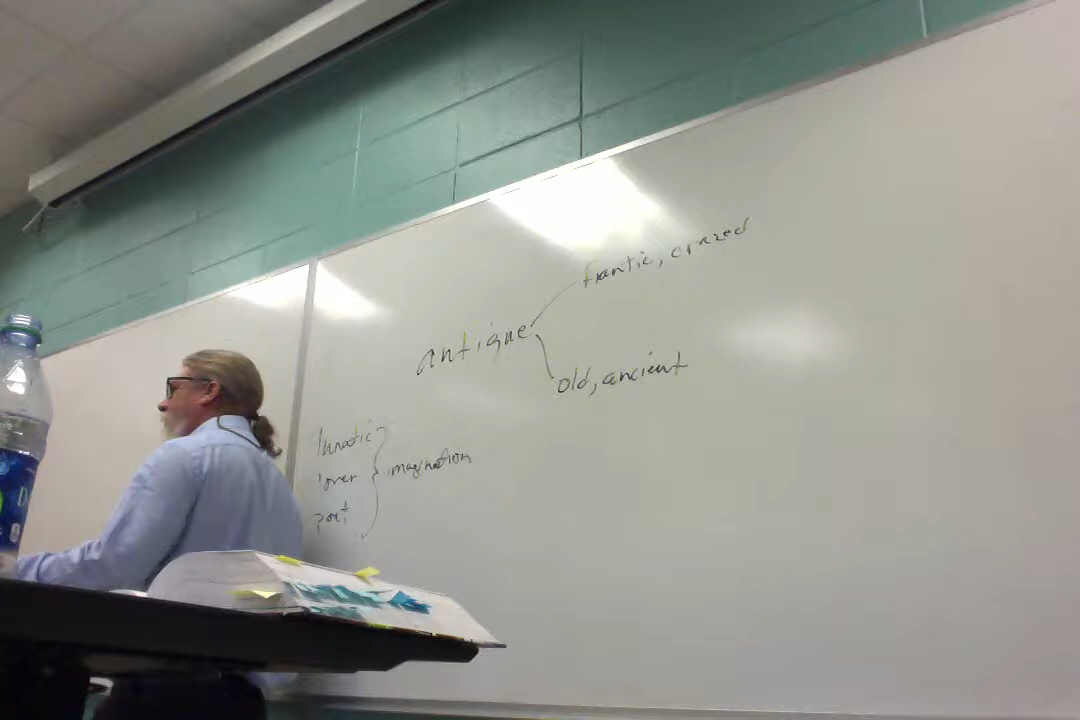 frantic, crazed
antique
old, ancient
lunatic
lover
poet
imagination